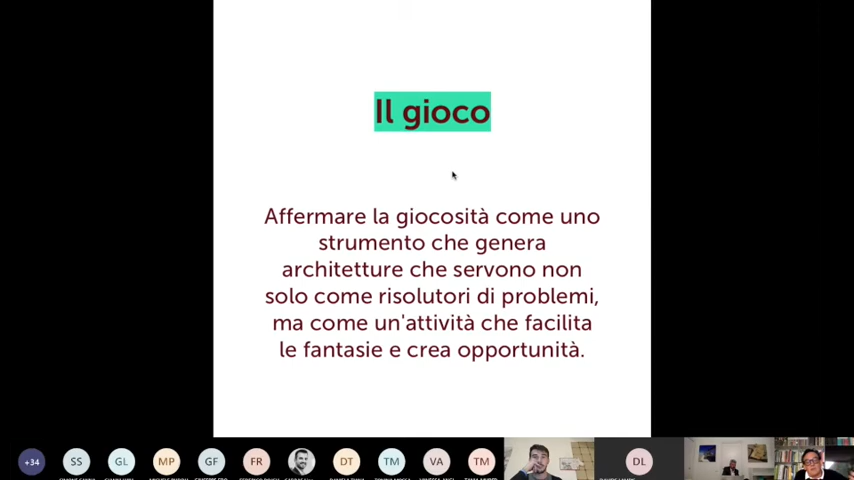 Il gioco
Affermare la giocosità come uno
strumento che genera
architetture che servono non
solo come risolutori di problemi,
ma come un'attività che facilita
le fantasie e crea opportunità.
+34
SS
GL
MP
GF
FR
DT
TM
VA
TM
DL